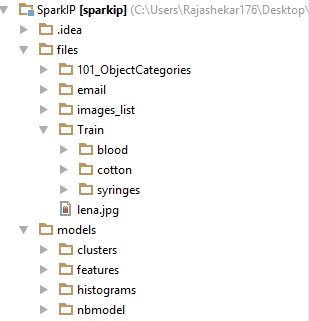 SparkIP [sparkip] (C:\Users\Rajashekar176\Desktop\
.idea
files
101_ObjectCategories
email
images_list
Train
blood
cotton
syringes
lena.jpg
models
clusters
features
histograms
nbmodel